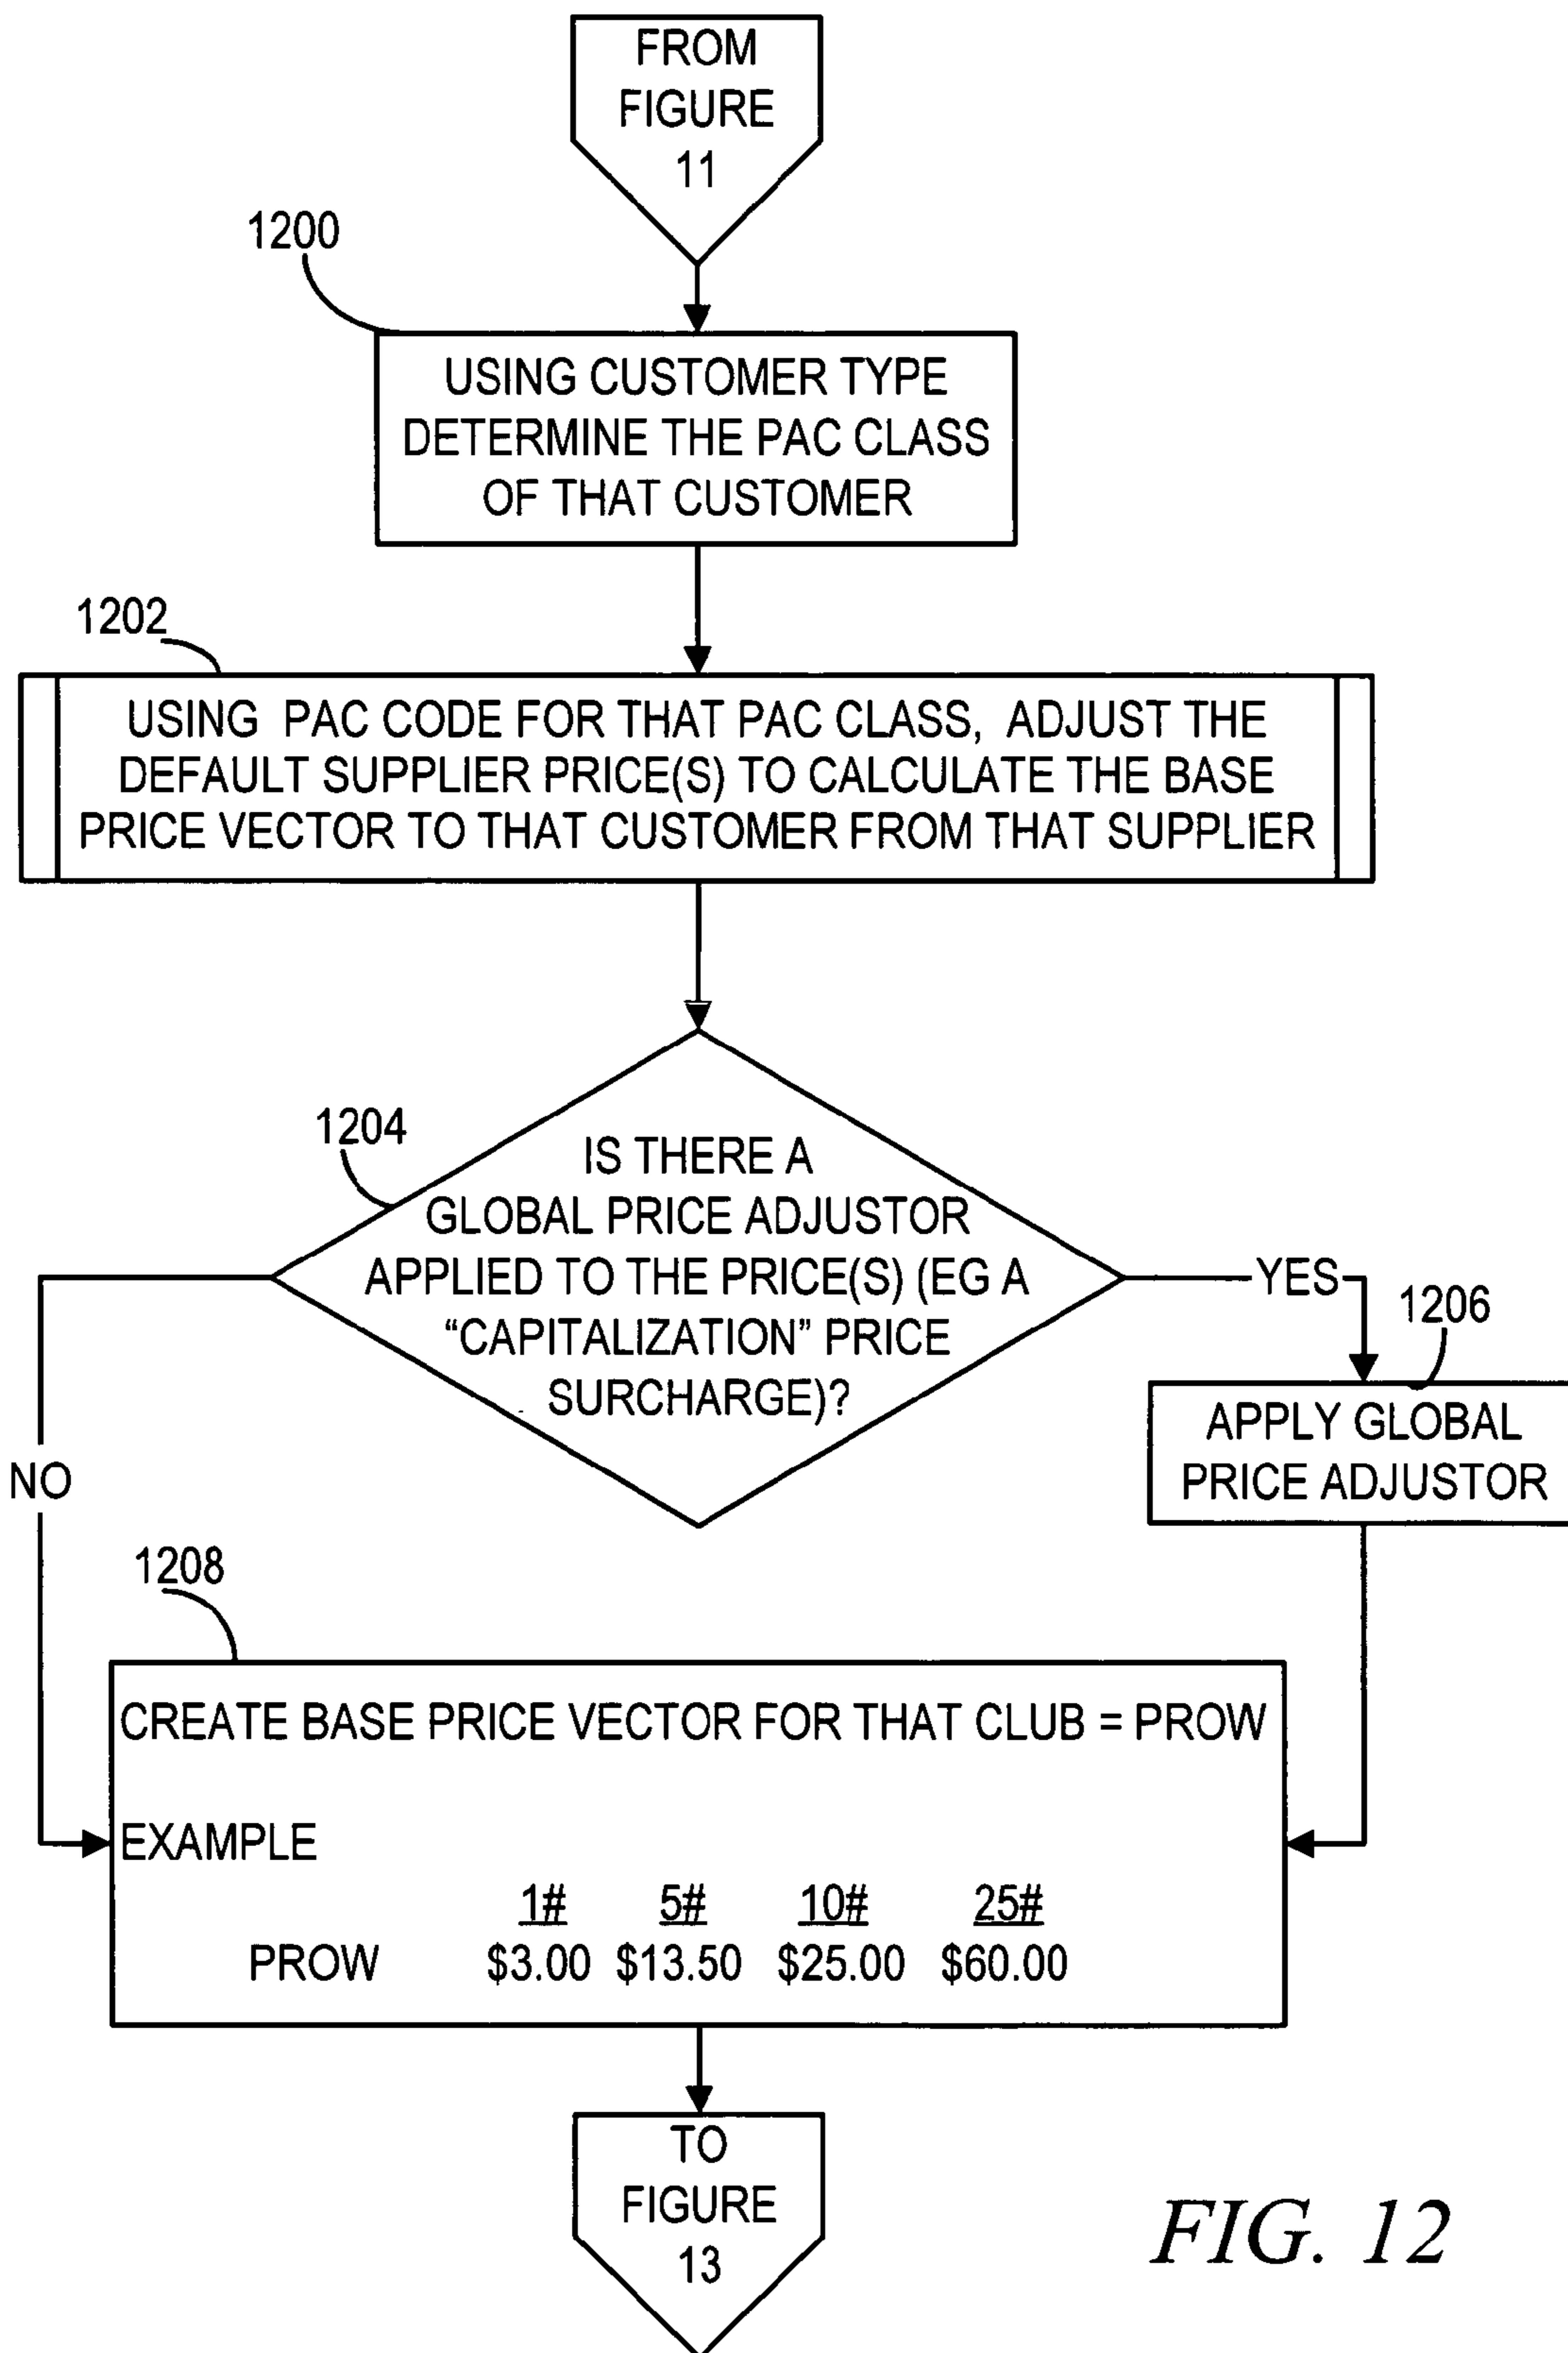 FROM
FIGURE
11
1200
USING CUSTOMER TYPE
DETERMINE THE PAC CLASS
OF THAT CUSTOMER
1202
USING PAC CODE FOR THAT PAC CLASS, ADJUST THE
DEFAULT SUPPLIER PRICE(S) TO CALCULATE THE BASE
PRICE VECTOR TO THAT CUSTOMER FROM THAT SUPPLIER
1204
IS THERE A
GLOBAL PRICE ADJUSTOR
APPLIED TO THE PRICE(S) (EG A
“CAPITALIZATION” PRICE
SURCHARGE)?
YES
1206
APPLY GLOBAL
PRICE ADJUSTOR
NO
1208
CREATE BASE PRICE VECTOR FOR THAT CLUB = PROW
EXAMPLE
1# 5# 10# 25#
PROW $3.00 $13.50 $25.00 $60.00
TO
FIGURE
13
FIG. 12